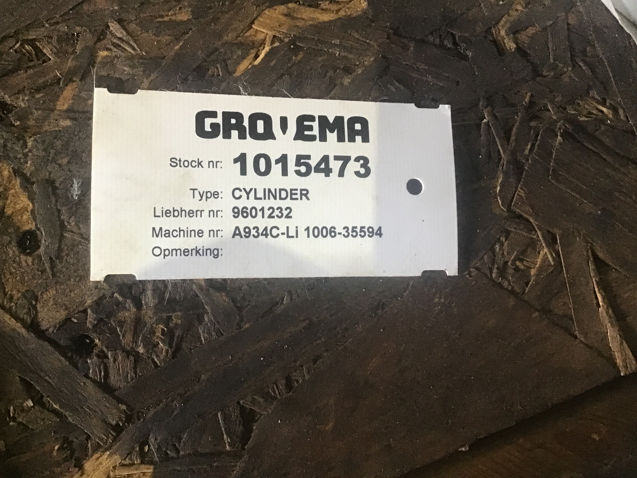 GROVEMA
Stock nr: 1015473
Type: CYLINDER
Liebherr nr: 9601232
Machine nr: A934C-Li 1006-35594
Opmerking: